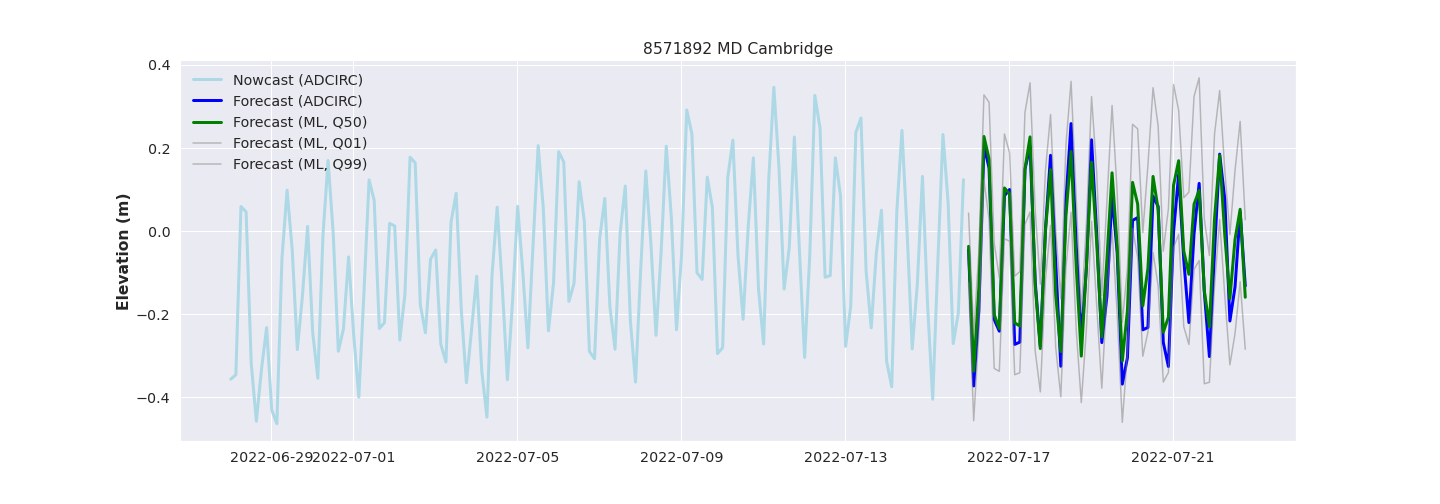 8571892 MD Cambridge
Nowcast (ADCIRC)
Forecast (ADCIRC)
Forecast (ML, Q50)
Forecast (ML, Q01)
Forecast (ML, Q99)
Elevation (m)
0.4
0.2
0.0
−0.2
−0.4
2022-06-29 2022-07-01 2022-07-05 2022-07-09 2022-07-13 2022-07-17 2022-07-21